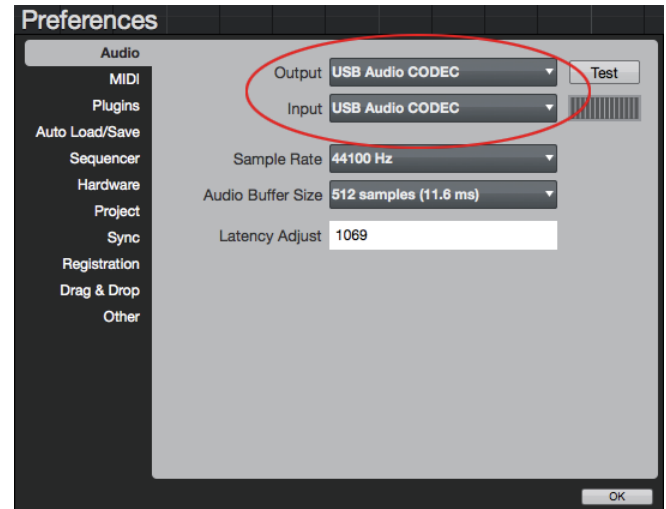 Preferences
Audio
MIDI
Plugins
Auto Load/Save
Sequencer
Hardware
Project
Sync
Registration
Drag & Drop
Other
Output USB Audio CODEC Test
Input USB Audio CODEC
Sample Rate 44100 Hz
Audio Buffer Size 512 samples (11.6 ms)
Latency Adjust 1069
OK